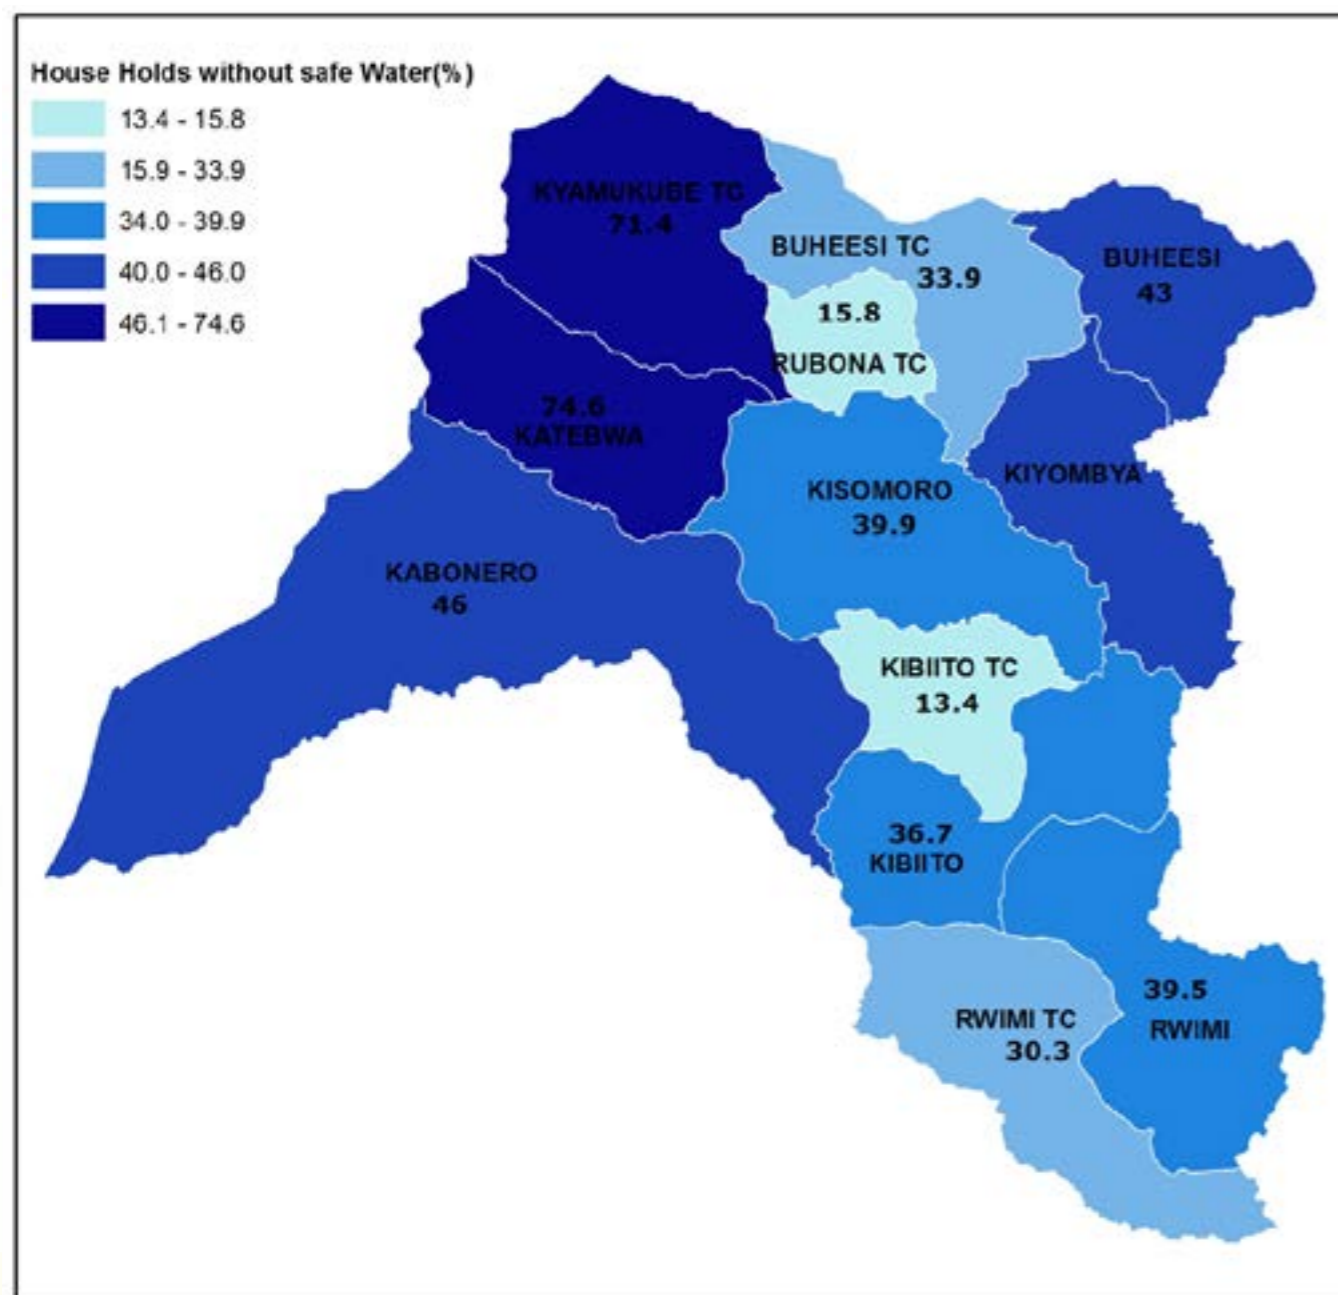 House Holds without safe Water(%)
13.4 - 15.8
15.9 - 33.9
34.0 - 39.9
40.0 - 46.0
46.1 - 74.6
KYAMUKUBE TC
71.4
BUHEESI TC
33.9
BUHEESI
43
15.8
RUBONA TC
74.6
KATEBWA
KISOMORO
39.9
KIYOMBYA
KABONERO
46
KIBIITO TC
13.4
36.7
KIBIITO
39.5
RWIMI
RWIMI TC
30.3